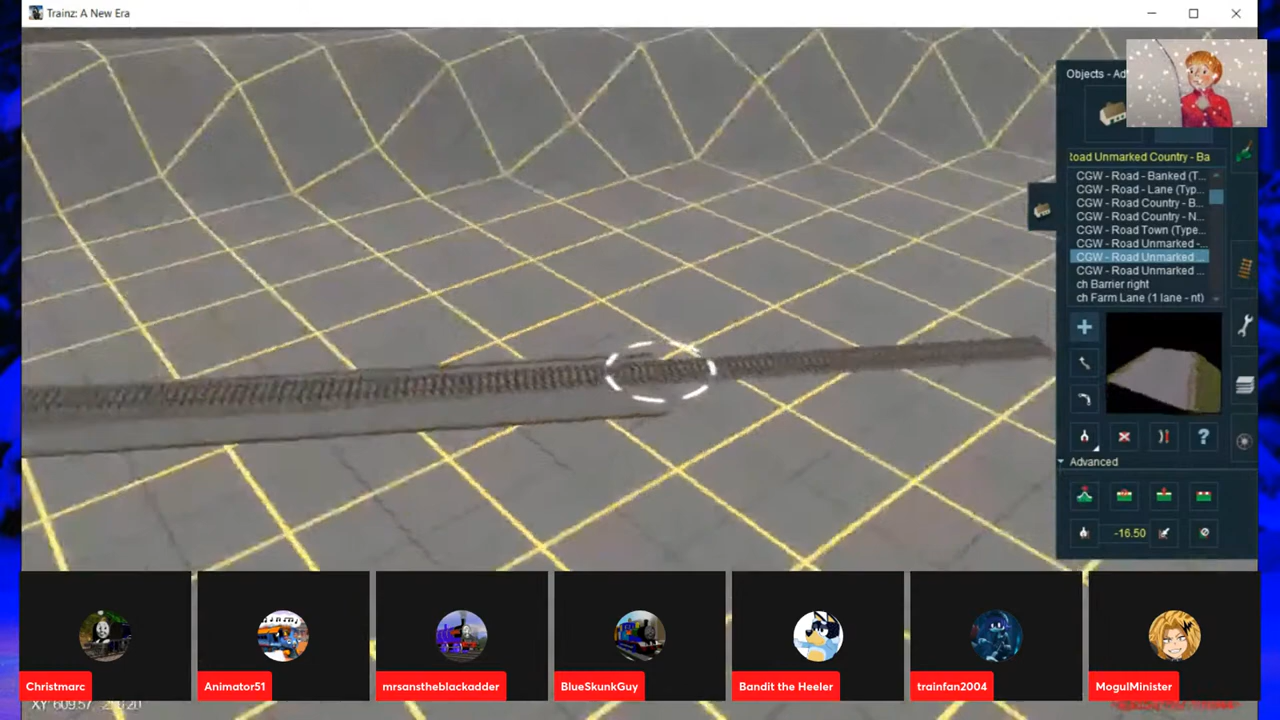 Trainz: A New Era
Objects - Ad
Road Unmarked Country - Ba
CGW - Road - Banked (T...
CGW - Road - Lane (Typ...
CGW - Road Country - B...
CGW - Road Country - N...
CGW - Road Town (Type...
CGW - Road Unmarked -...
CGW - Road Unmarked ...
CGW - Road Unmarked ...
ch Barrier right
ch Farm Lane (1 lane - nt)
?
Advanced
-16.50
Christmarc
Animator51
mrsanstheblackadder
BlueSkunkGuy
Bandit the Heeler
trainfan2004
MogulMinister